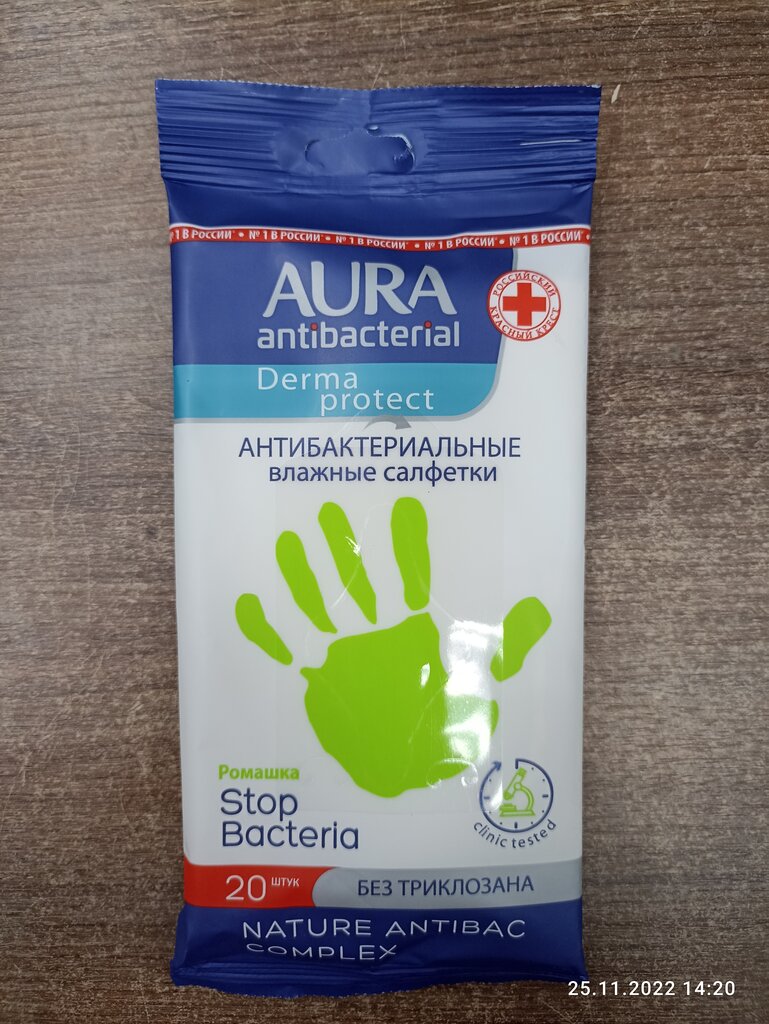 № 1 В РОССИИ* • № 1 В РОССИИ* • № 1 В РОССИИ* • № 1 В РОССИИ* • № 1 В РОССИИ*
AURA
antibacterial
РОССИЙСКИЙ
КРАСНЫЙ КРЕСТ
Derma
protect
АНТИБАКТЕРИАЛЬНЫЕ
влажные салфетки
Ромашка
Stop
Bacteria
clinic tested
20 ШТУК
БЕЗ ТРИКЛОЗАНА
NATURE ANTIBAC
COMPLEX
25.11.2022 14:20